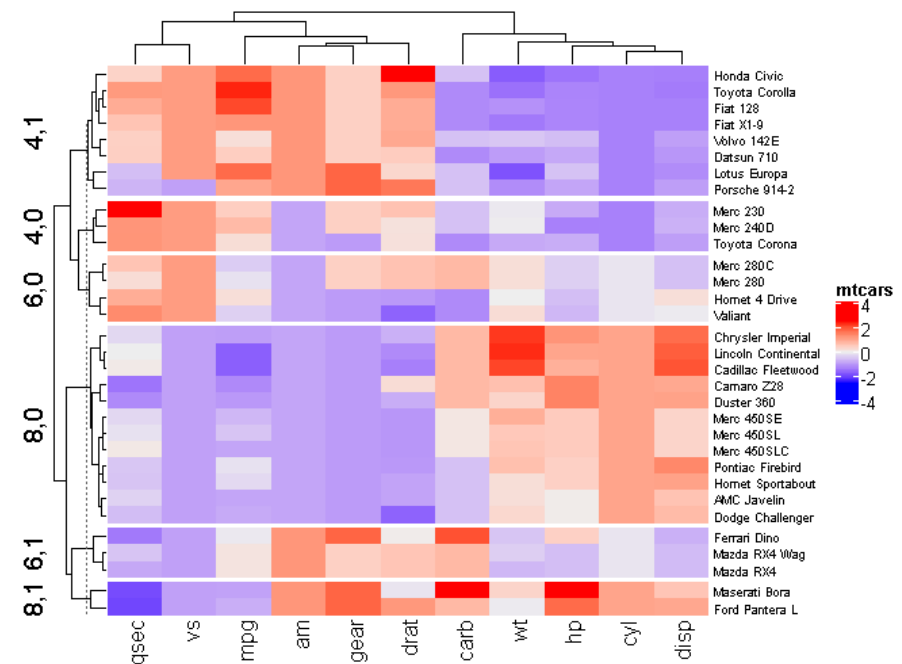 Honda Civic
Toyota Corolla
Fiat 128
Fiat X1-9
Volvo 142E
Datsun 710
Lotus Europa
Porsche 914-2
4,1
Merc 230
Merc 240D
Toyota Corona
4,0
Merc 280C
Merc 280
Hornet 4 Drive
Valiant
6,0
Chrysler Imperial
Lincoln Continental
Cadillac Fleetwood
Camaro Z28
Duster 360
Merc 450SE
Merc 450SL
Merc 450SLC
Pontiac Firebird
Hornet Sportabout
AMC Javelin
Dodge Challenger
8,0
Ferrari Dino
Mazda RX4 Wag
Mazda RX4
6,1
Maserati Bora
Ford Pantera L
8,1
qsec vs mpg am gear drat carb wt hp cyl disp
mtcars
4
2
0
-2
-4